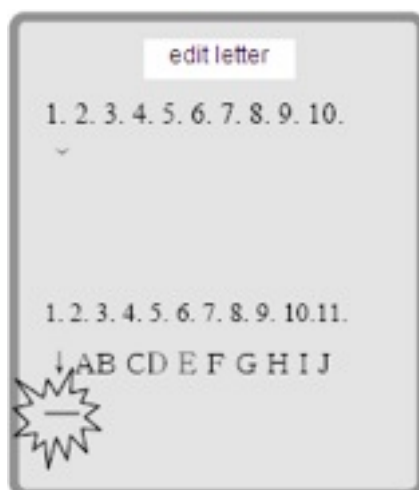 edit letter
1. 2. 3. 4. 5. 6. 7. 8. 9. 10.
1. 2. 3. 4. 5. 6. 7. 8. 9. 10.11.
↓AB CD E F G H I J